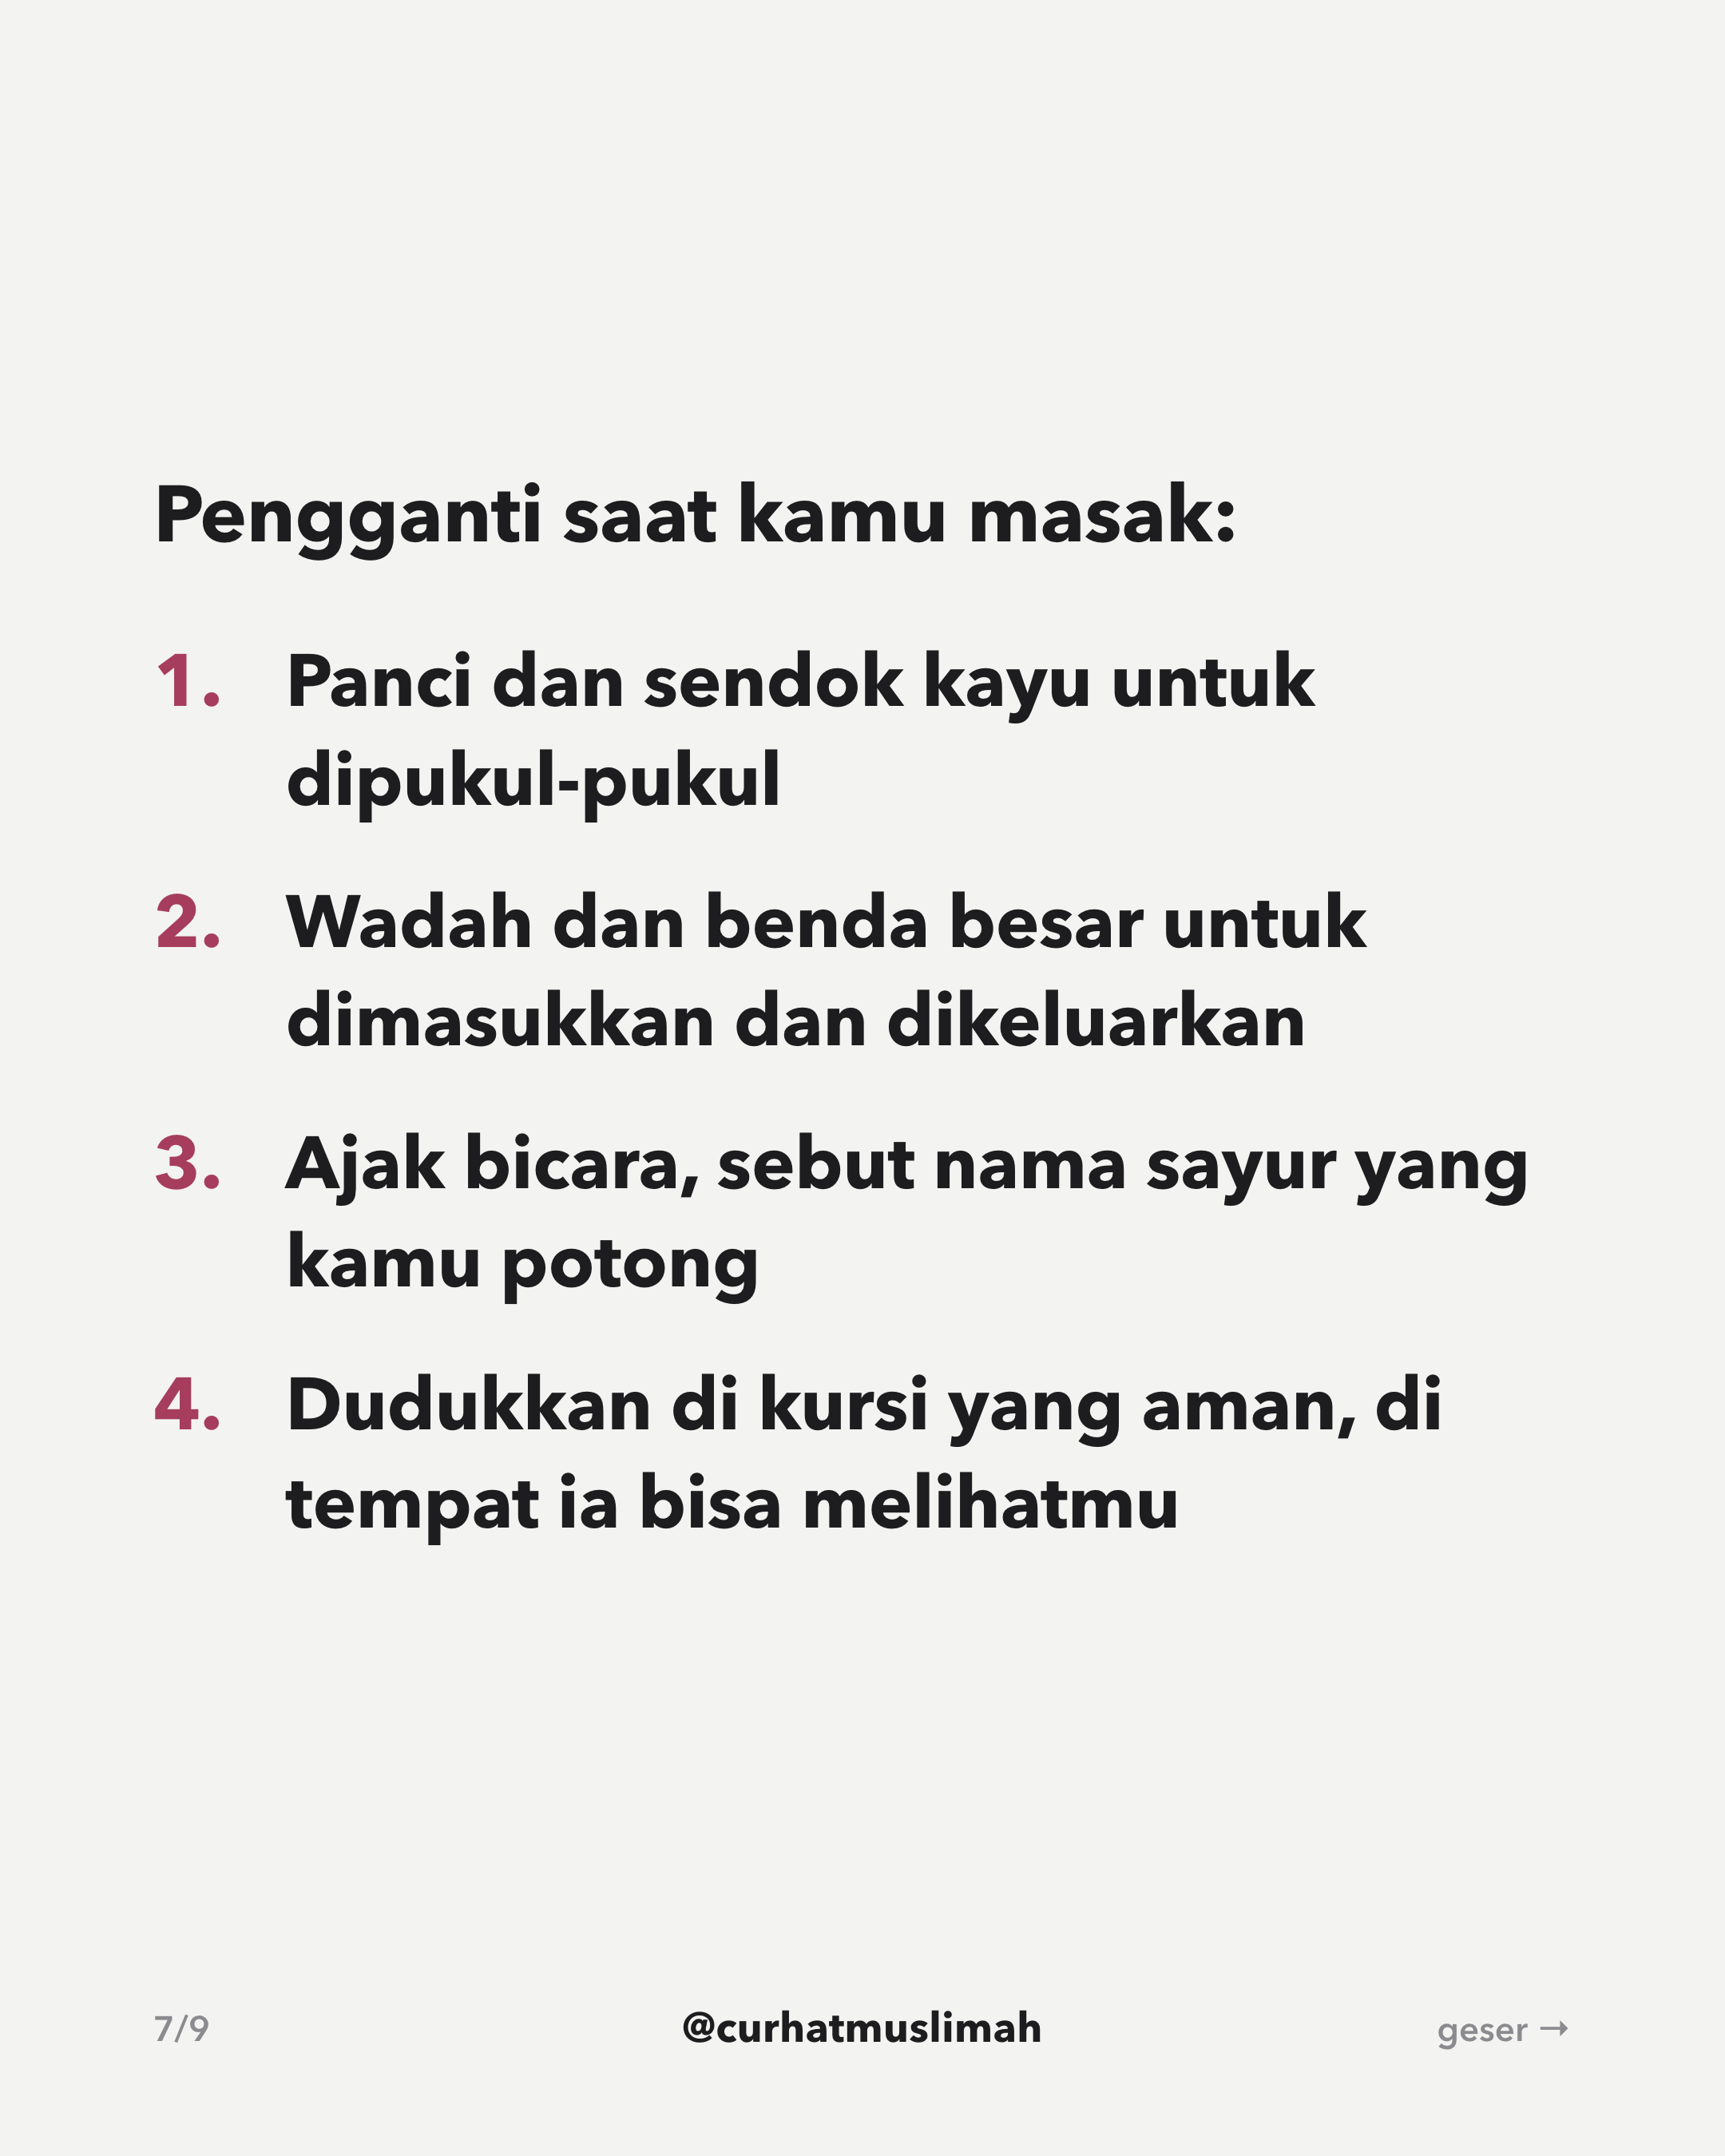 Pengganti saat kamu masak:
1. Panci dan sendok kayu untuk
dipukul-pukul
2. Wadah dan benda besar untuk
dimasukkan dan dikeluarkan
3. Ajak bicara, sebut nama sayur yang
kamu potong
4. Dudukkan di kursi yang aman, di
tempat ia bisa melihatmu
7/9 @curhatmuslimah geser →